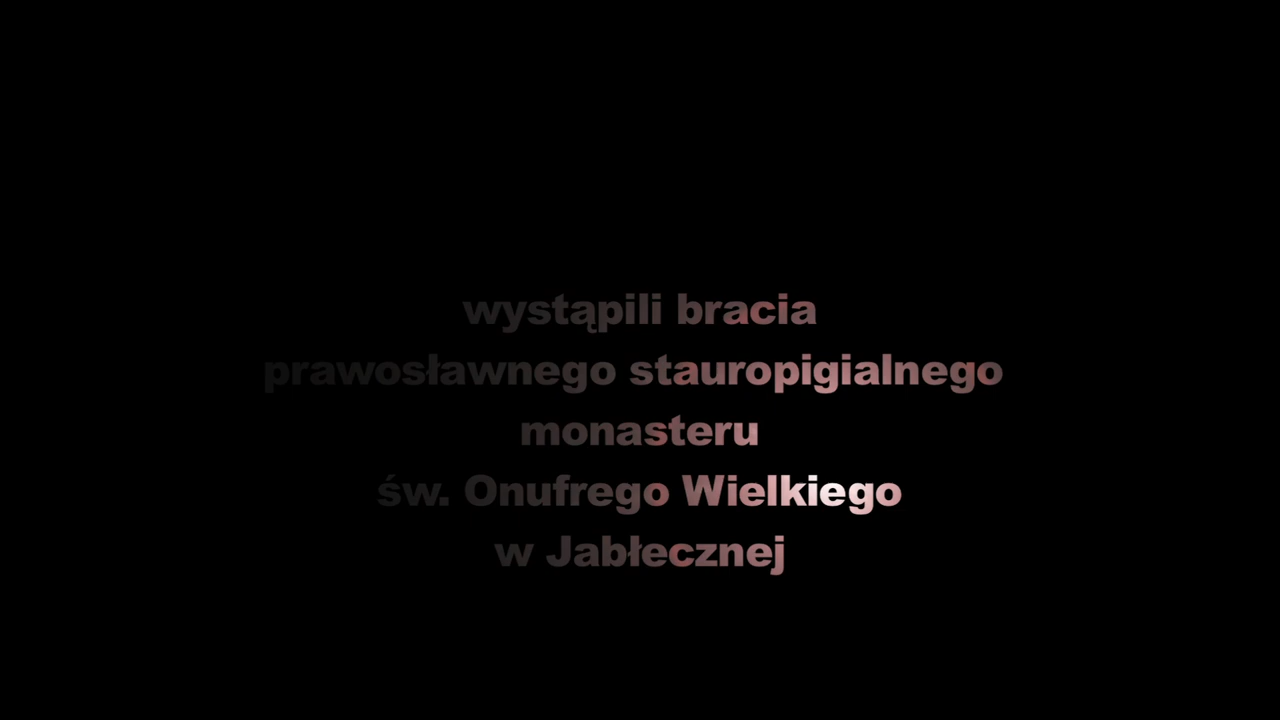 wystąpili bracia
prawosławnego stauropigialnego
monasteru
św. Onufrego Wielkiego
w Jabłecznej